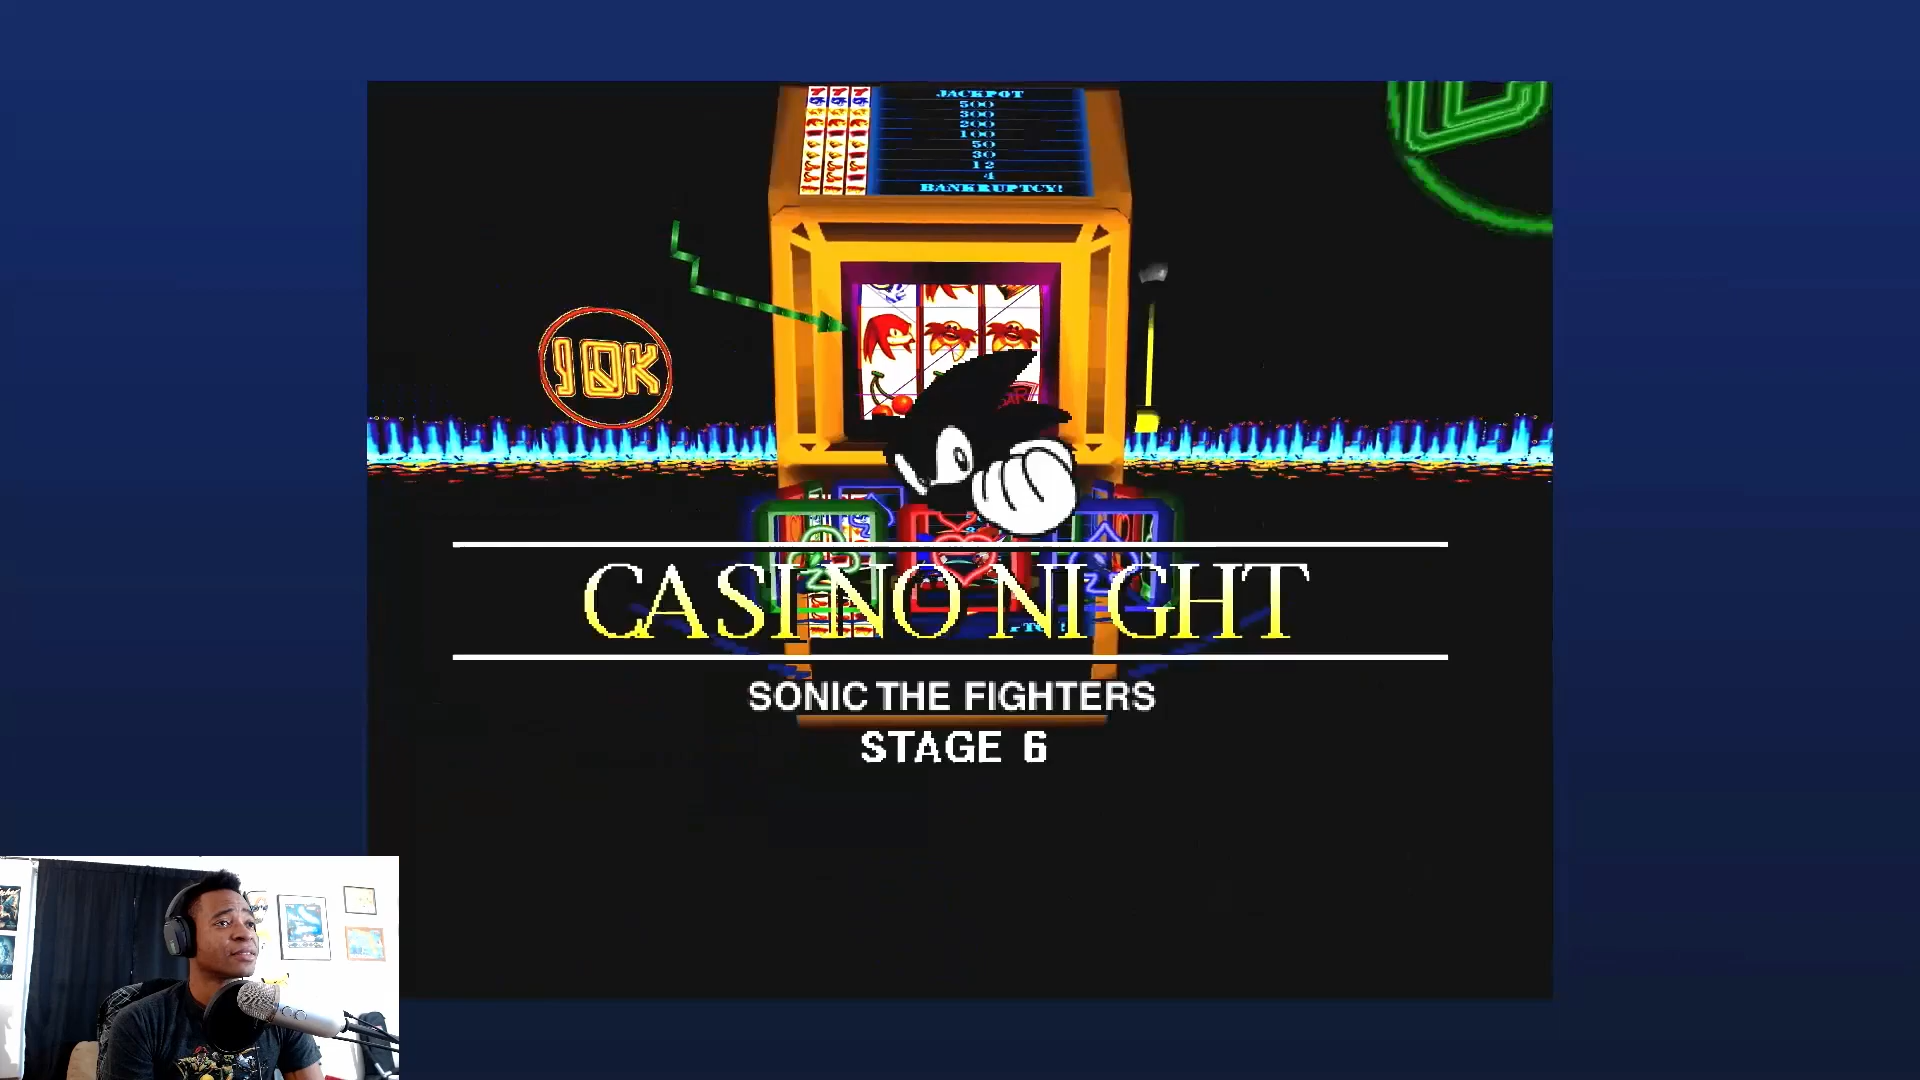 JACKPOT
500
300
200
100
50
30
12
4
BANKRUPTCY!
10K
CASINO NIGHT
SONIC THE FIGHTERS
STAGE 6